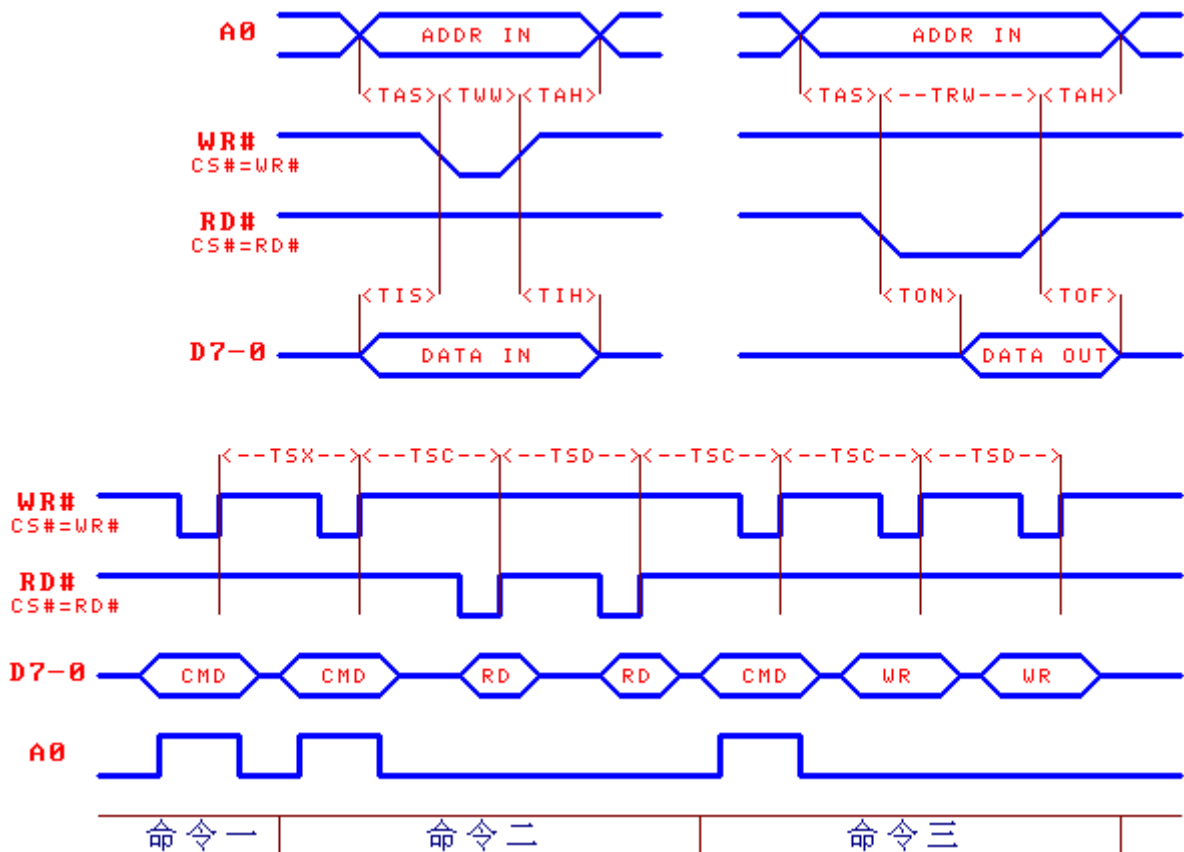 A0 ADDR IN ADDR IN
<TAS><TWW><TAH> <TAS><--TRW---><TAH>
WR#
CS#=WR#
RD#
CS#=RD#
<TIS> <TIH> <TON> <TOF>
D7-0 DATA IN DATA OUT
<--TSX--><--TSC--><--TSD--><--TSC--><--TSC--><--TSD-->
WR#
CS#=WR#
RD#
CS#=RD#
D7-0 CMD CMD RD RD CMD WR WR
A0
命令一 命令二 命令三